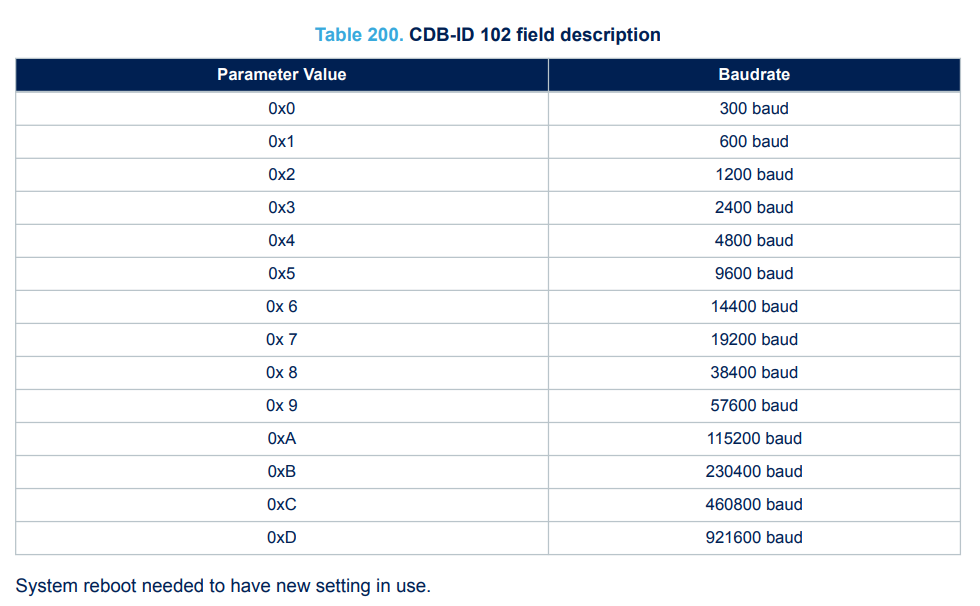 Table 200. CDB-ID 102 field description
Parameter Value Baudrate
0x0 300 baud
0x1 600 baud
0x2 1200 baud
0x3 2400 baud
0x4 4800 baud
0x5 9600 baud
0x 6 14400 baud
0x 7 19200 baud
0x 8 38400 baud
0x 9 57600 baud
0xA 115200 baud
0xB 230400 baud
0xC 460800 baud
0xD 921600 baud
System reboot needed to have new setting in use.